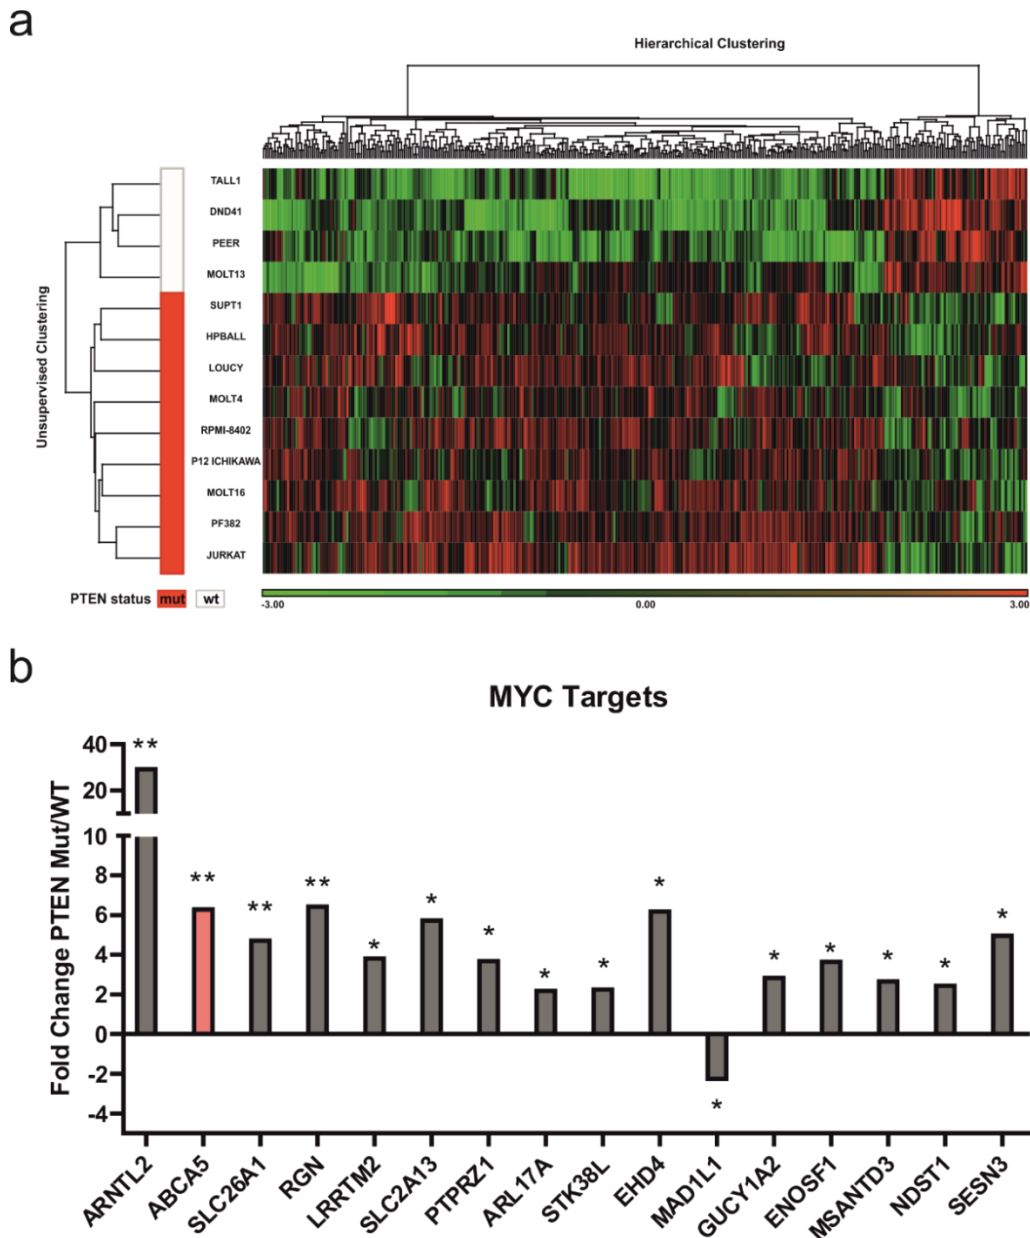 a
Hierarchical Clustering
Unsupervised Clustering
TALL1
DND41
PEER
MOLT13
SUPT1
HPBALL
LOUCY
MOLT4
RPMI-8402
P12 ICHIKAWA
MOLT16
PF382
JURKAT
PTEN status mut wt
-3.00 0.00 3.00
b
MYC Targets
Fold Change PTEN Mut/WT
40
20
10
8
6
4
2
0
-2
-4
**
**
**
**
*
*
*
*
*
*
*
*
*
*
*
*
ARNTL2
ABCA5
SLC26A1
RGN
LRRTM2
SLC2A13
PTPRZ1
ARL17A
STK38L
EHD4
MAD1L1
GUCY1A2
ENOSF1
MSANTD3
NDST1
SESN3